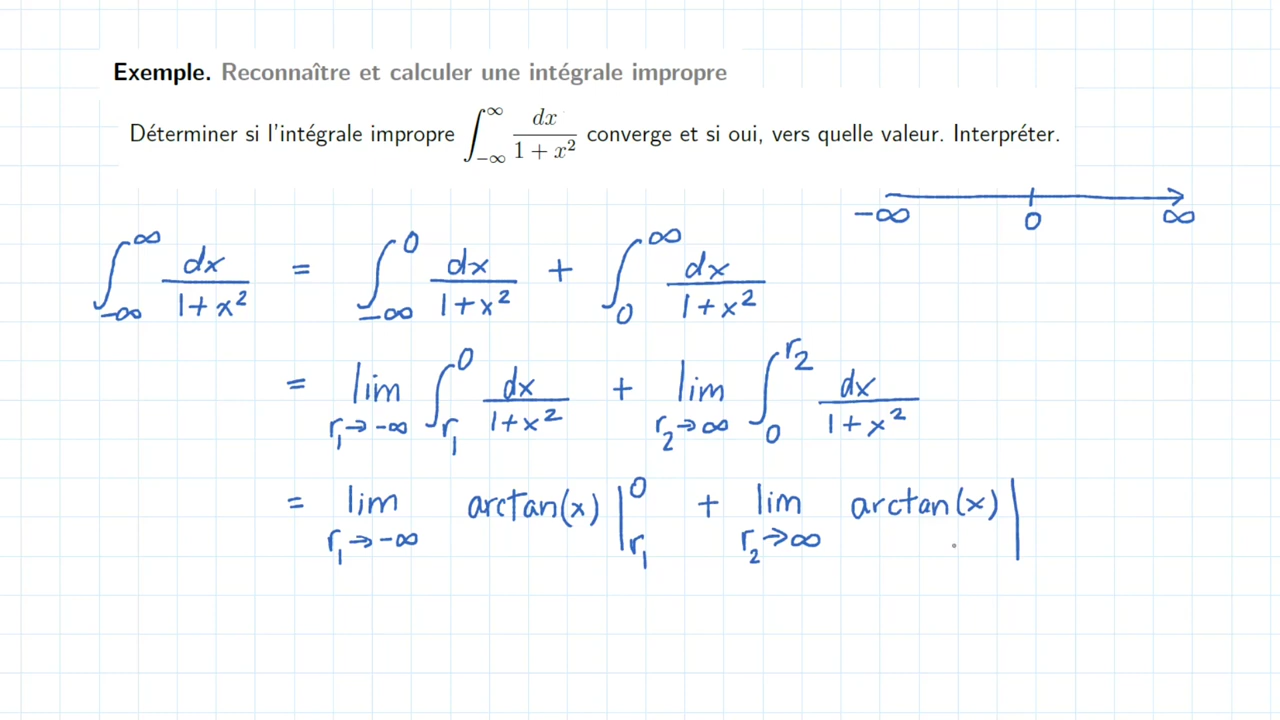 Exemple. Reconnaître et calculer une intégrale impropre
Déterminer si l'intégrale impropre ∫_{-∞}^{∞} dx/(1 + x²) converge et si oui, vers quelle valeur. Interpréter.
-∞ 0 ∞
∫_{-∞}^{∞} dx/(1+x²) = ∫_{-∞}^{0} dx/(1+x²) + ∫_{0}^{∞} dx/(1+x²)
= lim_{r₁→-∞} ∫_{r₁}^{0} dx/(1+x²) + lim_{r₂→∞} ∫_{0}^{r₂} dx/(1+x²)
= lim_{r₁→-∞} arctan(x) |_{r₁}^{0} + lim_{r₂→∞} arctan(x) |